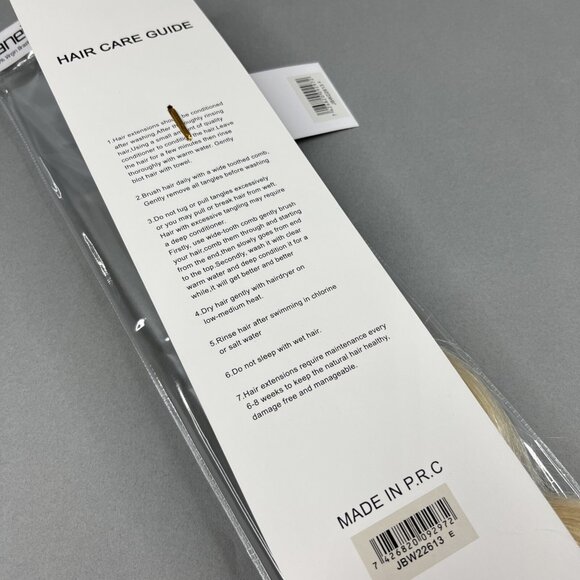 HAIR CARE GUIDE
1.Hair extensions should be conditioned
after washing.After thoroughly rinsing
hair.Using a small amount of quality
conditioner to condition the hair.Leave
the hair for a few minutes then rinse
thoroughly with warm water. Gently
blot hair with towel.
2.Brush hair daily with a wide toothed comb.
Gently remove all tangles before washing
3.Do not tug or pull tangles excessively
or you may pull or break hair from weft.
Hair with excessive tangling may require
a deep conditioner.
Firstly, use wide-tooth comb gently brush
your hair.comb them through and starting
from the end,then slowly goes from end
to the top.Secondly, wash it with clear
warm water and deep condition it for a
while,it will get better and better
4.Dry hair gently with hairdryer on
low-medium heat.
5.Rinse hair after swimming in chlorine
or salt water
6.Do not sleep with wet hair.
7.Hair extensions require maintenance every
6-8 weeks to keep the natural hair healthy,
damage free and manageable.
MADE IN P.R.C
7 426820 092972
JBW22613 E